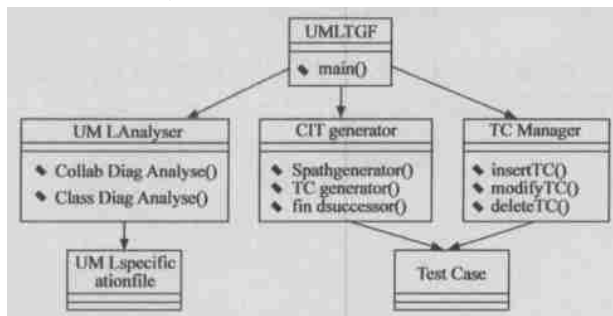 UMLTGF
main()
UM LAnalyser
Collab Diag Analyse()
Class Diag Analyse()
CIT generator
Spathgenerator()
TC generator()
fin dsuccessor()
TC Manager
insertTC()
modifyTC()
deleteTC()
UM Lspecific
ationfile
Test Case